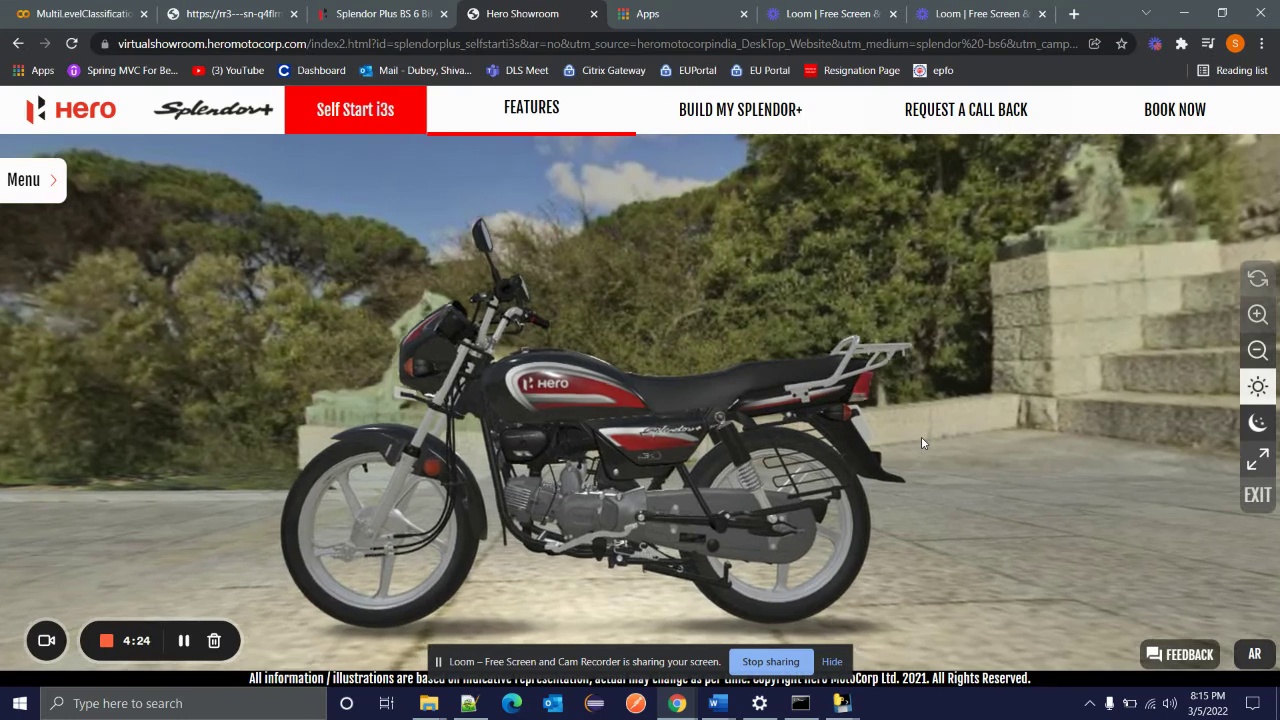 MultiLevelClassificatio
https://rr3---sn-q4flrn
Splendor Plus BS 6 Bi
Hero Showroom
Apps
Loom | Free Screen &
Loom | Free Screen &
virtualshowroom.heromotocorp.com/index2.html?id=splendorplus_selfstarti3s&at=no&utm_source=heromotocorpindia_DeskTop_Website&utm_medium=splendor%20-bs6&utm_camp...
S
Apps
Spring MVC For Be...
(3) YouTube
Dashboard
Mail - Dubey, Shiva...
DLS Meet
Citrix Gateway
EUPortal
EU Portal
Resignation Page
epfo
Reading list
Hero
Splendor+
Self Start i3s
FEATURES
BUILD MY SPLENDOR+
REQUEST A CALL BACK
BOOK NOW
Menu
Hero
Splendor+
EXIT
4:24
Loom – Free Screen and Cam Recorder is sharing your screen.
Stop sharing
Hide
FEEDBACK
AR
All information / illustrations are based on indicative representation, actual may change as per time. Copyright Hero MotoCorp Ltd. 2021. All Rights Reserved.
Type here to search
8:15 PM
3/5/2022